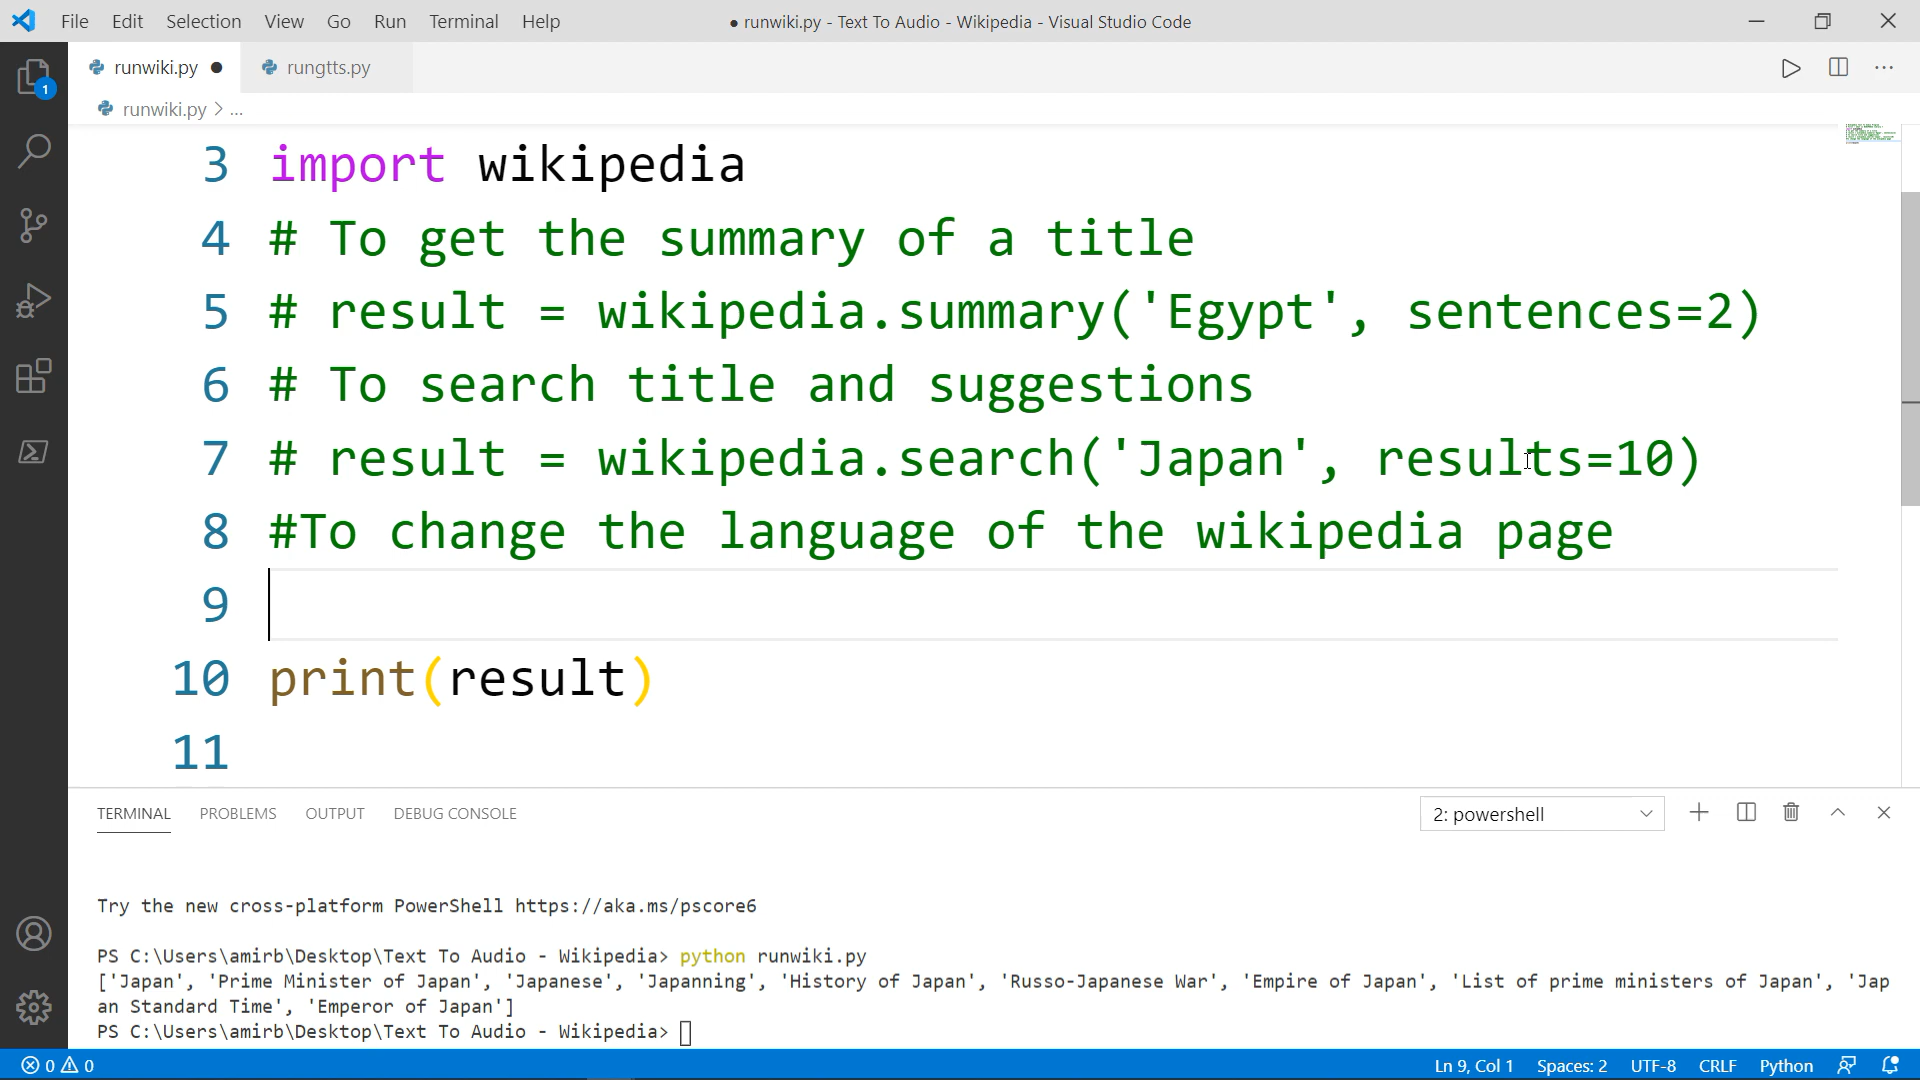 File Edit Selection View Go Run Terminal Help
● runwiki.py - Text To Audio - Wikipedia - Visual Studio Code
runwiki.py ● rungtts.py
1
runwiki.py > ...
3 import wikipedia
4 # To get the summary of a title
5 # result = wikipedia.summary('Egypt', sentences=2)
6 # To search title and suggestions
7 # result = wikipedia.search('Japan', results=10)
8 #To change the language of the wikipedia page
9
10 print(result)
11
TERMINAL PROBLEMS OUTPUT DEBUG CONSOLE
2: powershell
Try the new cross-platform PowerShell https://aka.ms/pscore6
PS C:\Users\amirb\Desktop\Text To Audio - Wikipedia> python runwiki.py
['Japan', 'Prime Minister of Japan', 'Japanese', 'Japanning', 'History of Japan', 'Russo-Japanese War', 'Empire of Japan', 'List of prime ministers of Japan', 'Jap
an Standard Time', 'Emperor of Japan']
PS C:\Users\amirb\Desktop\Text To Audio - Wikipedia>
0 0
Ln 9, Col 1 Spaces: 2 UTF-8 CRLF Python